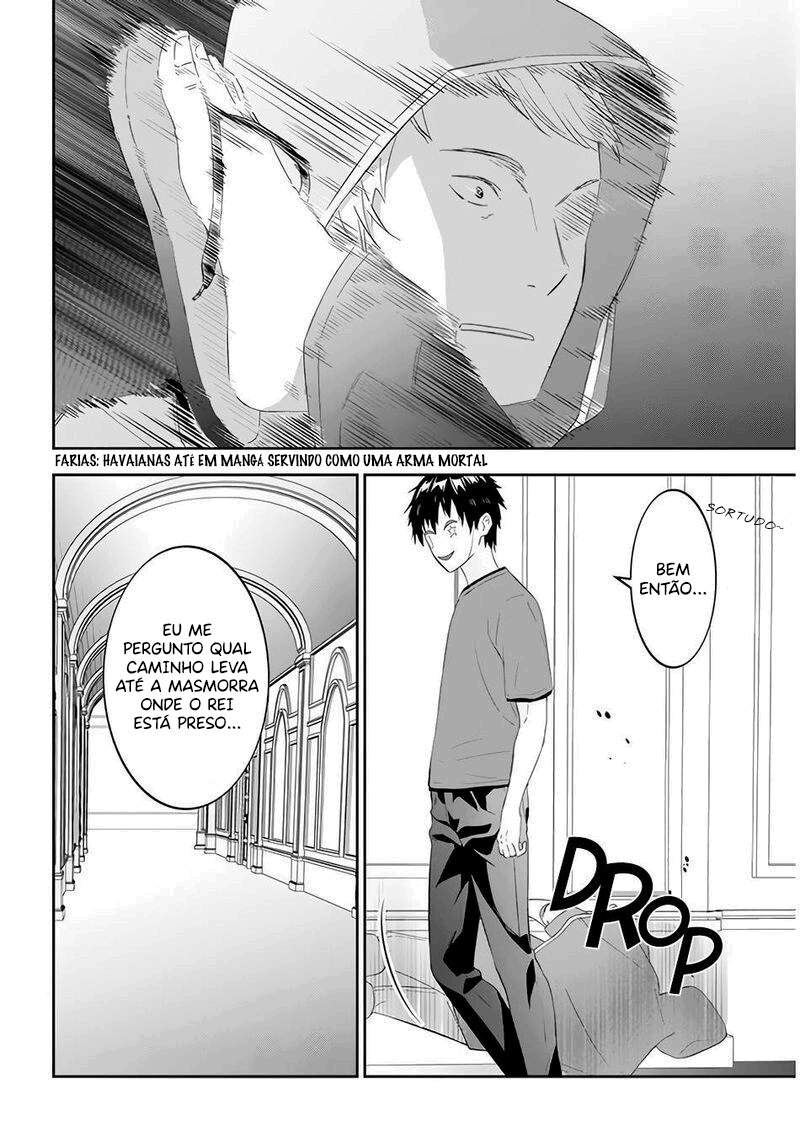 FARIAS: HAVAIANAS ATÉ EM MANGÁ SERVINDO COMO UMA ARMA MORTAL
SORTUDO~
BEM
ENTÃO...
DROP
EU ME
PERGUNTO QUAL
CAMINHO LEVA
ATÉ A MASMORRA
ONDE O REI
ESTÁ PRESO...